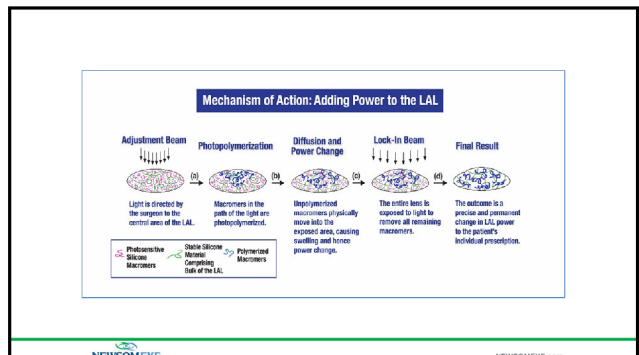 Mechanism of Action: Adding Power to the LAL
Adjustment Beam
Photopolymerization
Diffusion and
Power Change
Lock-In Beam
Final Result
(a)
(b)
(c)
(d)
Light is directed by
the surgeon to the
central area of the LAL.
Macromers in the
path of the light are
photopolymerized.
Unpolymerized
macromers physically
move into the
exposed area, causing
swelling and hence
power change.
The entire lens is
exposed to light to
remove all remaining
macromers.
The outcome is a
precise and permanent
change in LAL power
to the patient's
individual prescription.
Photosensitive
Silicone
Macromers
Stable Silicone
Material
Comprising
Bulk of the LAL
Polymerized
Macromers